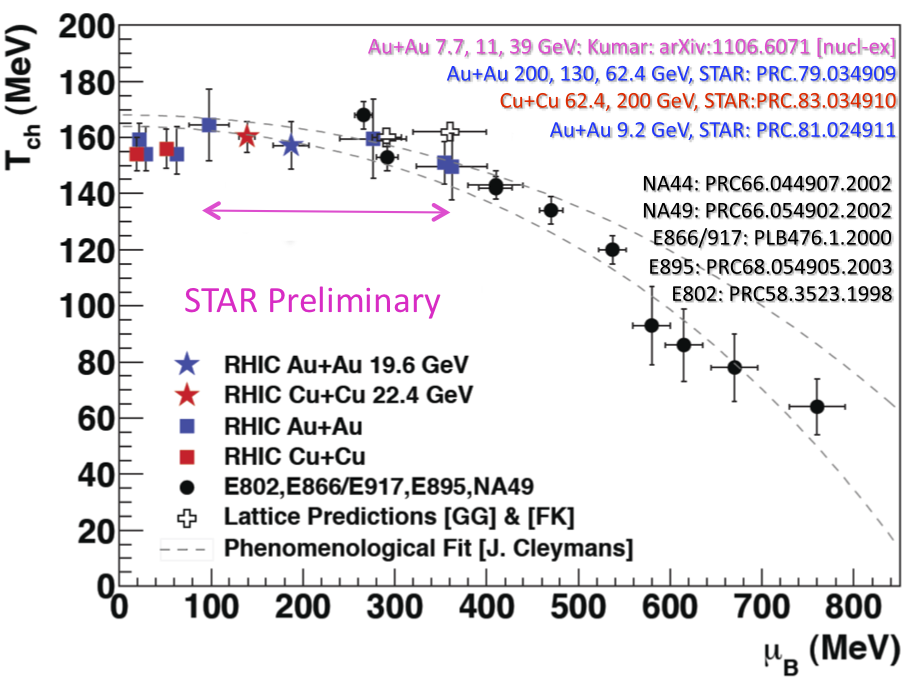 200
180
160
140
120
100
80
60
40
20
0
T_ch (MeV)
Au+Au 7.7, 11, 39 GeV: Kumar: arXiv:1106.6071 [nucl-ex]
Au+Au 200, 130, 62.4 GeV, STAR: PRC.79.034909
Cu+Cu 62.4, 200 GeV, STAR:PRC.83.034910
Au+Au 9.2 GeV, STAR: PRC.81.024911
NA44: PRC66.044907.2002
NA49: PRC66.054902.2002
E866/917: PLB476.1.2000
E895: PRC68.054905.2003
E802: PRC58.3523.1998
STAR Preliminary
RHIC Au+Au 19.6 GeV
RHIC Cu+Cu 22.4 GeV
RHIC Au+Au
RHIC Cu+Cu
E802,E866/E917,E895,NA49
Lattice Predictions [GG] & [FK]
Phenomenological Fit [J. Cleymans]
0 100 200 300 400 500 600 700 800
μ_B (MeV)